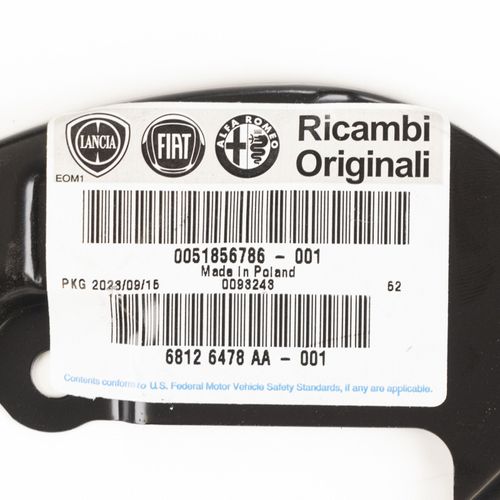 LANCIA
FIAT
ALFA ROMEO
Ricambi
Originali
EOM1
0051856786 - 001
Made in Poland
PKG 2023/09/15 0093243 52
6812 6478 AA - 001
Contents conform to U.S. Federal Motor Vehicle Safety Standards, if any are applicable.